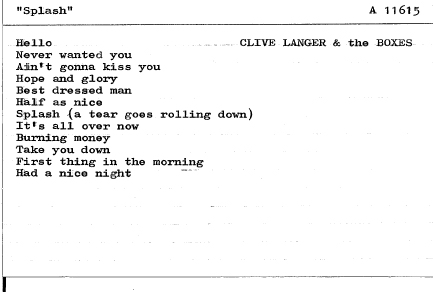 "Splash" A 11615
Hello CLIVE LANGER & the BOXES
Never wanted you
Ain't gonna kiss you
Hope and glory
Best dressed man
Half as nice
Splash (a tear goes rolling down)
It's all over now
Burning money
Take you down
First thing in the morning
Had a nice night